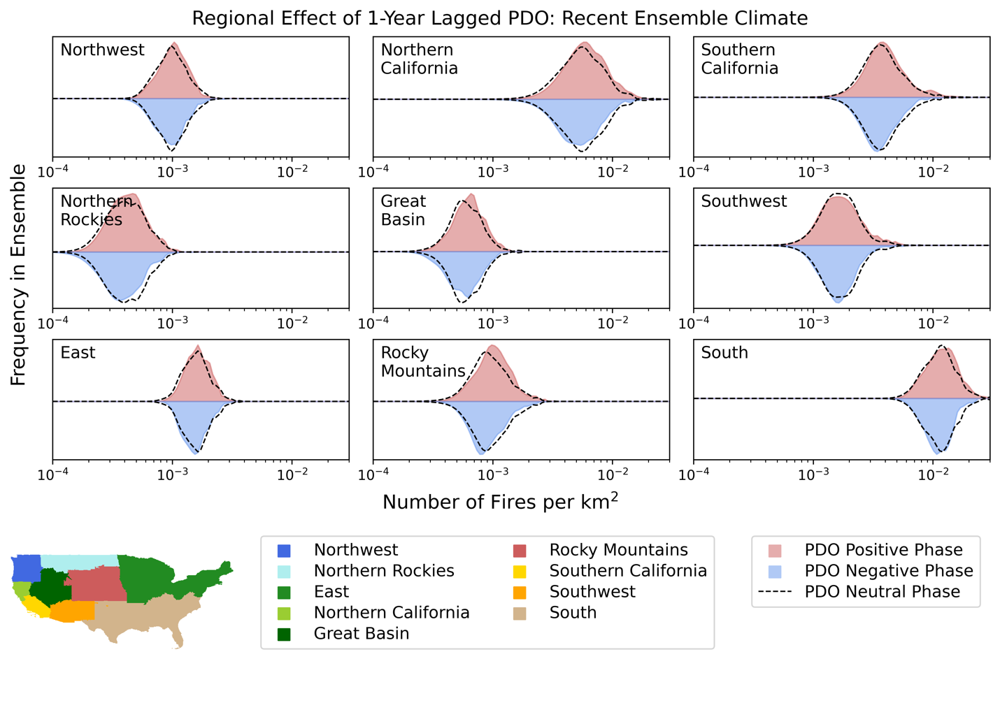 Regional Effect of 1-Year Lagged PDO: Recent Ensemble Climate
Northwest
Northern
California
Southern
California
10⁻⁴ 10⁻³ 10⁻² 10⁻⁴ 10⁻³ 10⁻² 10⁻⁴ 10⁻³ 10⁻²
Frequency in Ensemble
Northern
Rockies
Great
Basin
Southwest
10⁻⁴ 10⁻³ 10⁻² 10⁻⁴ 10⁻³ 10⁻² 10⁻⁴ 10⁻³ 10⁻²
East
Rocky
Mountains
South
10⁻⁴ 10⁻³ 10⁻² 10⁻⁴ 10⁻³ 10⁻² 10⁻⁴ 10⁻³ 10⁻²
Number of Fires per km²
Northwest
Northern Rockies
East
Northern California
Great Basin
Rocky Mountains
Southern California
Southwest
South
PDO Positive Phase
PDO Negative Phase
PDO Neutral Phase